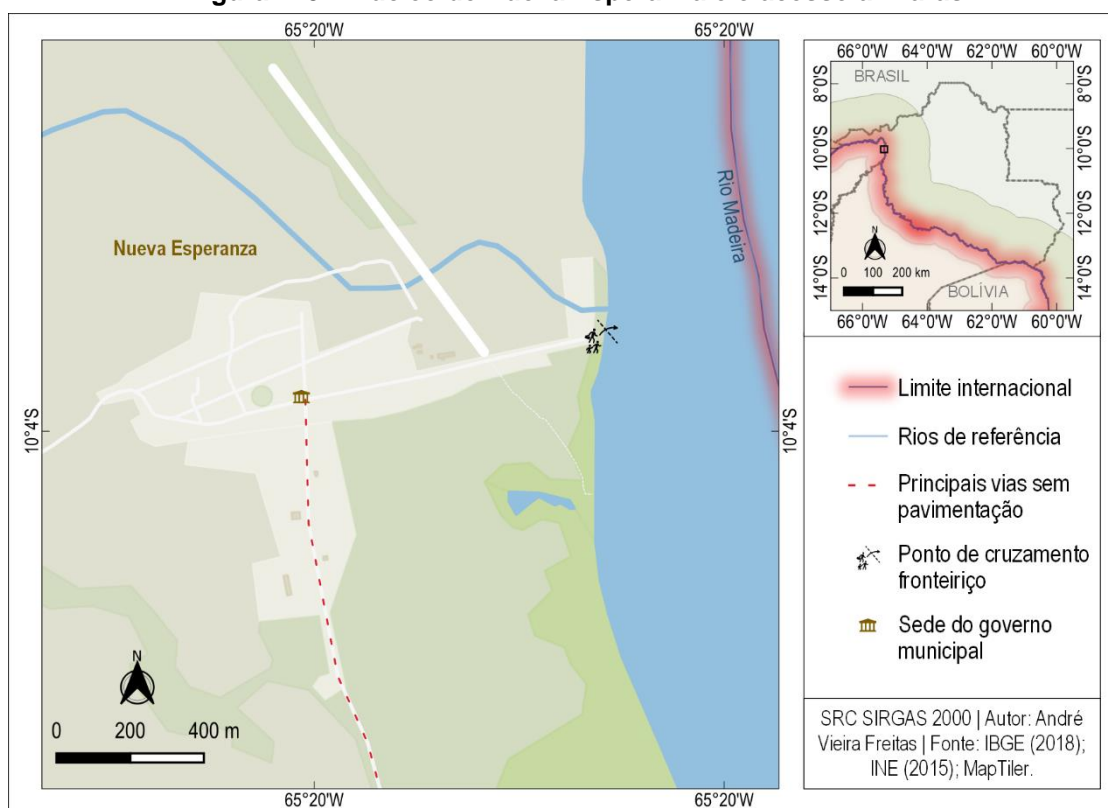 65°20'W
65°20'W
10°4'S
10°4'S
Nueva Esperanza
Rio Madeira
N
0 200 400 m
65°20'W
65°20'W
66°0'W 64°0'W 62°0'W 60°0'W
8°0'S
10°0'S
12°0'S
14°0'S
BRASIL
8°0'S
10°0'S
12°0'S
14°0'S
N
0 100 200 km
BOLÍVIA
66°0'W 64°0'W 62°0'W 60°0'W
Limite internacional
Rios de referência
Principais vias sem
pavimentação
Ponto de cruzamento
fronteiriço
Sede do governo
municipal
SRC SIRGAS 2000 | Autor: André
Vieira Freitas | Fonte: IBGE (2018);
INE (2015); MapTiler.